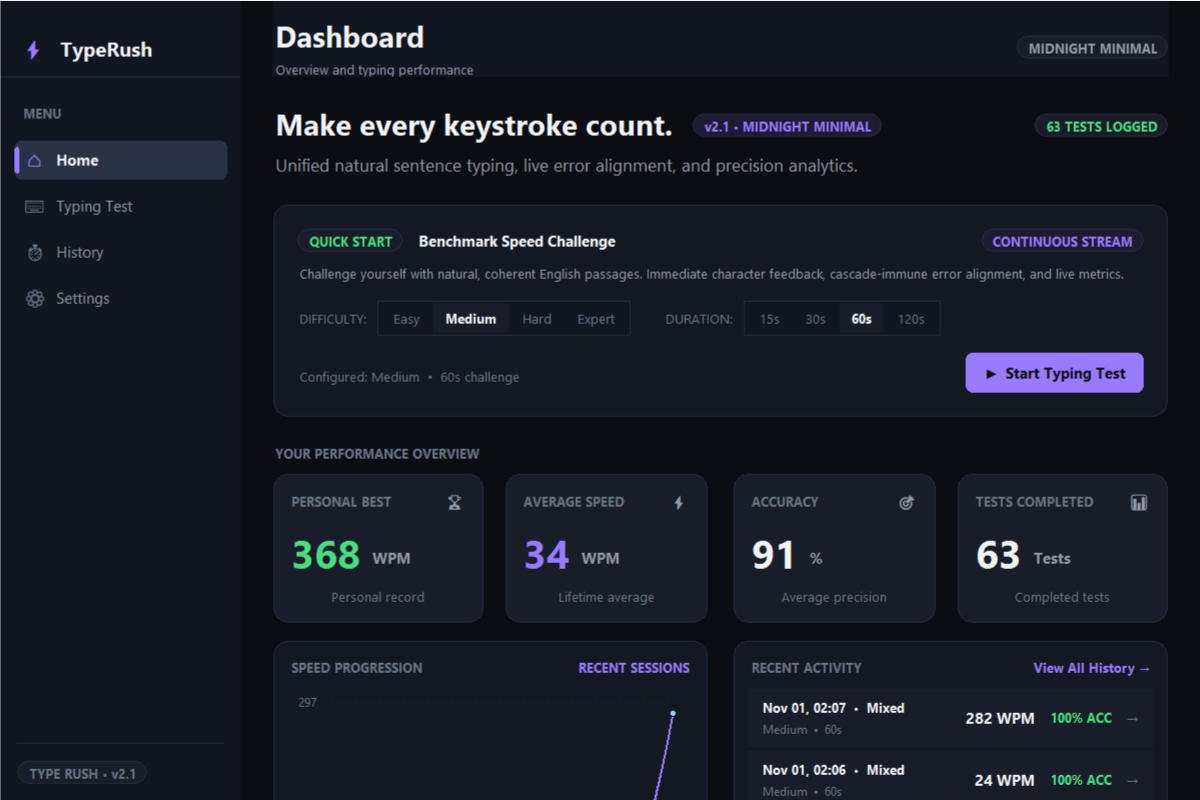 TypeRush
MENU
Home
Typing Test
History
Settings
TYPE RUSH • v2.1
Dashboard
Overview and typing performance
MIDNIGHT MINIMAL
Make every keystroke count.
v2.1 • MIDNIGHT MINIMAL
63 TESTS LOGGED
Unified natural sentence typing, live error alignment, and precision analytics.
QUICK START
Benchmark Speed Challenge
CONTINUOUS STREAM
Challenge yourself with natural, coherent English passages. Immediate character feedback, cascade-immune error alignment, and live metrics.
DIFFICULTY: Easy Medium Hard Expert
DURATION: 15s 30s 60s 120s
Configured: Medium • 60s challenge
► Start Typing Test
YOUR PERFORMANCE OVERVIEW
PERSONAL BEST
368 WPM
Personal record
AVERAGE SPEED
34 WPM
Lifetime average
ACCURACY
91 %
Average precision
TESTS COMPLETED
63 Tests
Completed tests
SPEED PROGRESSION
RECENT SESSIONS
297
RECENT ACTIVITY
View All History →
Nov 01, 02:07 • Mixed
Medium • 60s
282 WPM 100% ACC →
Nov 01, 02:06 • Mixed
Medium • 60s
24 WPM 100% ACC →